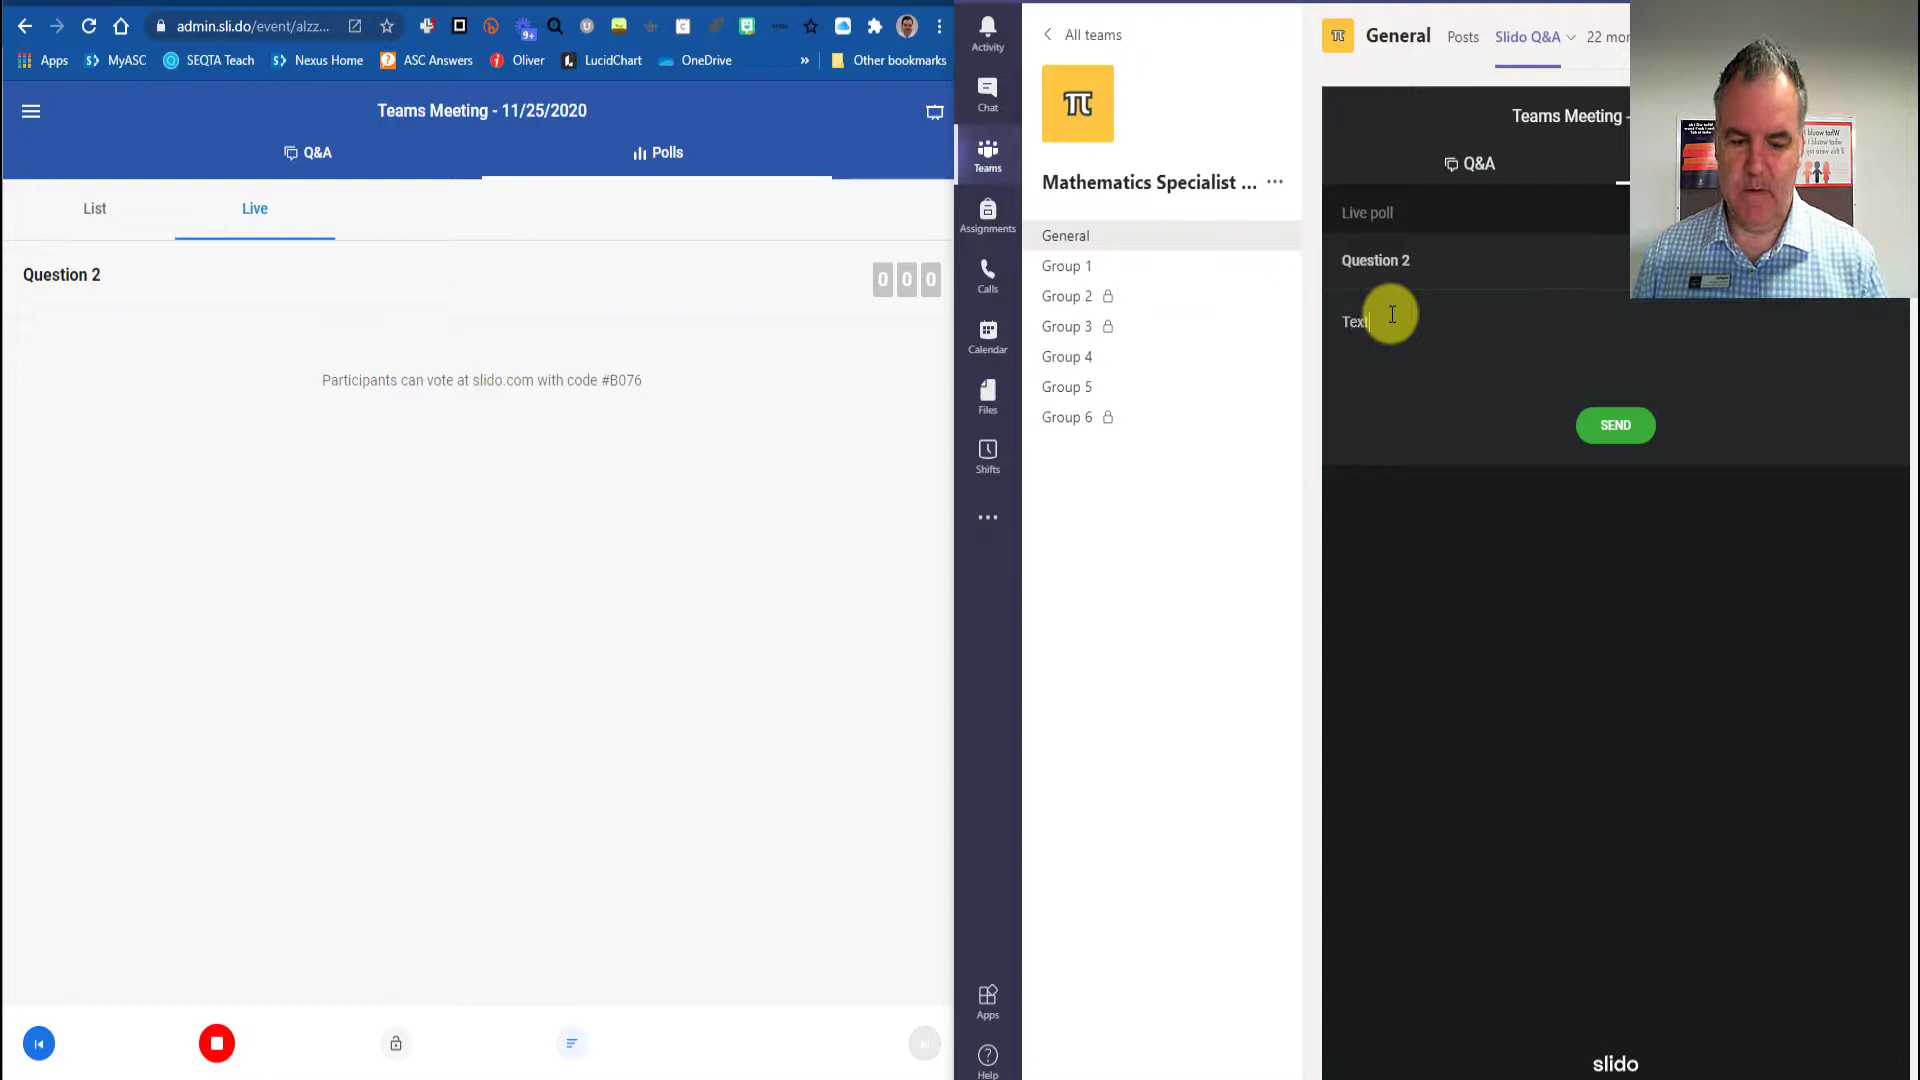 admin.sli.do/event/alzz...
9+
Apps
MyASC
SEQTA Teach
Nexus Home
ASC Answers
Oliver
LucidChart
OneDrive
»
Other bookmarks
Teams Meeting - 11/25/2020
Q&A
Polls
List
Live
Question 2
0 0 0
Participants can vote at slido.com with code #B076
Activity
Chat
Teams
Assignments
Calls
Calendar
Files
Shifts
Apps
Help
All teams
Mathematics Specialist ...
General
Group 1
Group 2
Group 3
Group 4
Group 5
Group 6
General
Posts
Slido Q&A
22 mor
Teams Meeting -
Q&A
Live poll
Question 2
Text
SEND
slido